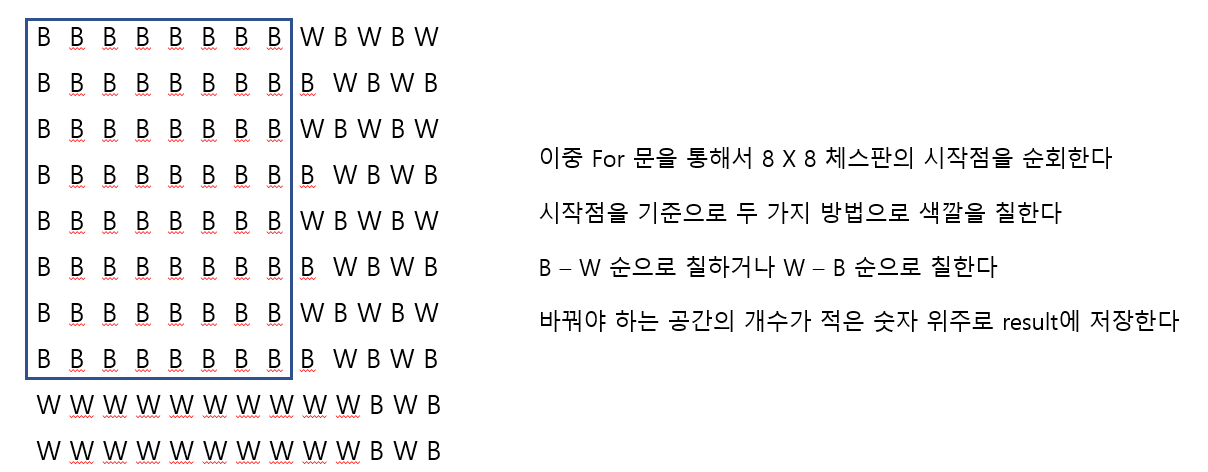 B B B B B B B B W B W B W
B B B B B B B B B W B W B
B B B B B B B B W B W B W
B B B B B B B B B W B W B
B B B B B B B B W B W B W
B B B B B B B B B W B W B
B B B B B B B B W B W B W
B B B B B B B B B W B W B
W W W W W W W W W W B W B
W W W W W W W W W W B W B
이중 For 문을 통해서 8 X 8 체스판의 시작점을 순회한다
시작점을 기준으로 두 가지 방법으로 색깔을 칠한다
B – W 순으로 칠하거나 W – B 순으로 칠한다
바꿔야 하는 공간의 개수가 적은 숫자 위주로 result에 저장한다